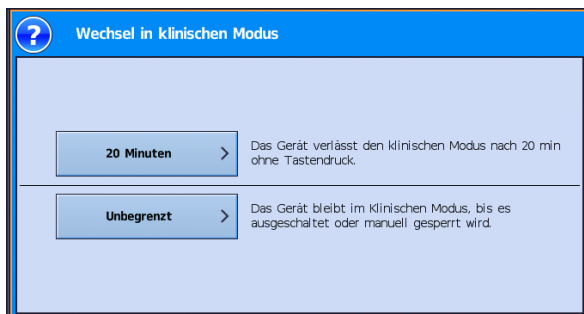 ?
Wechsel in klinischen Modus
20 Minuten >
Das Gerät verlässt den klinischen Modus nach 20 min
ohne Tastendruck.
Unbegrenzt >
Das Gerät bleibt im Klinischen Modus, bis es
ausgeschaltet oder manuell gesperrt wird.